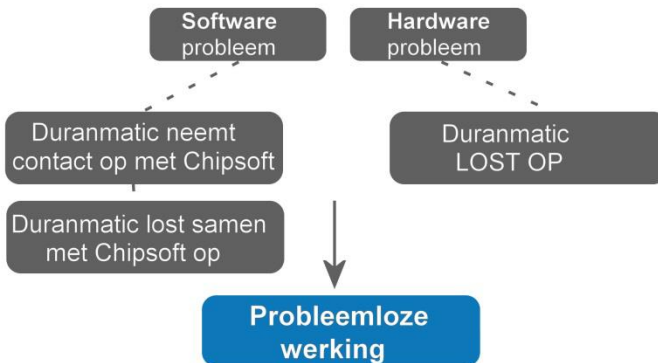 Software
probleem
Hardware
probleem
Duranmatic neemt
contact op met Chipsoft
Duranmatic
LOST OP
Duranmatic lost samen
met Chipsoft op
Probleemloze
werking